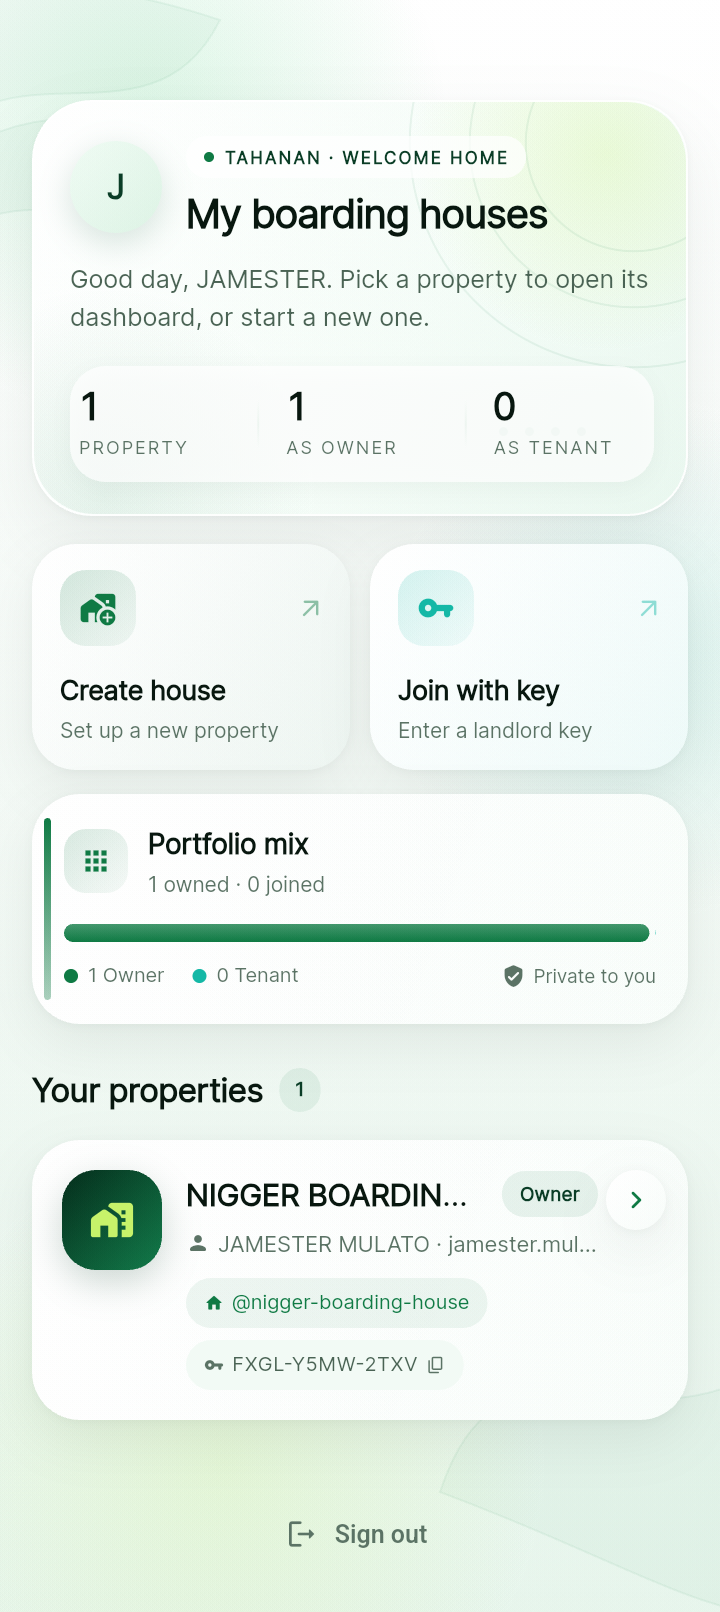 J
TAHANAN · WELCOME HOME
My boarding houses
Good day, JAMESTER. Pick a property to open its
dashboard, or start a new one.
1
PROPERTY
1
AS OWNER
0
AS TENANT
Create house
Set up a new property
Join with key
Enter a landlord key
Portfolio mix
1 owned · 0 joined
1 Owner
0 Tenant
Private to you
Your properties
1
NIGGER BOARDIN...
Owner
JAMESTER MULATO · jamester.mul...
@nigger-boarding-house
FXGL-Y5MW-2TXV
Sign out